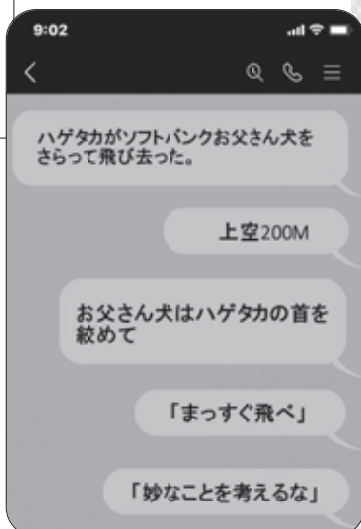 9:02
ハゲタカがソフトバンクお父さん犬を
さらって飛び去った。
上空200M
お父さん犬はハゲタカの首を
絞めて
「まっすぐ飛べ」
「妙なことを考えるな」